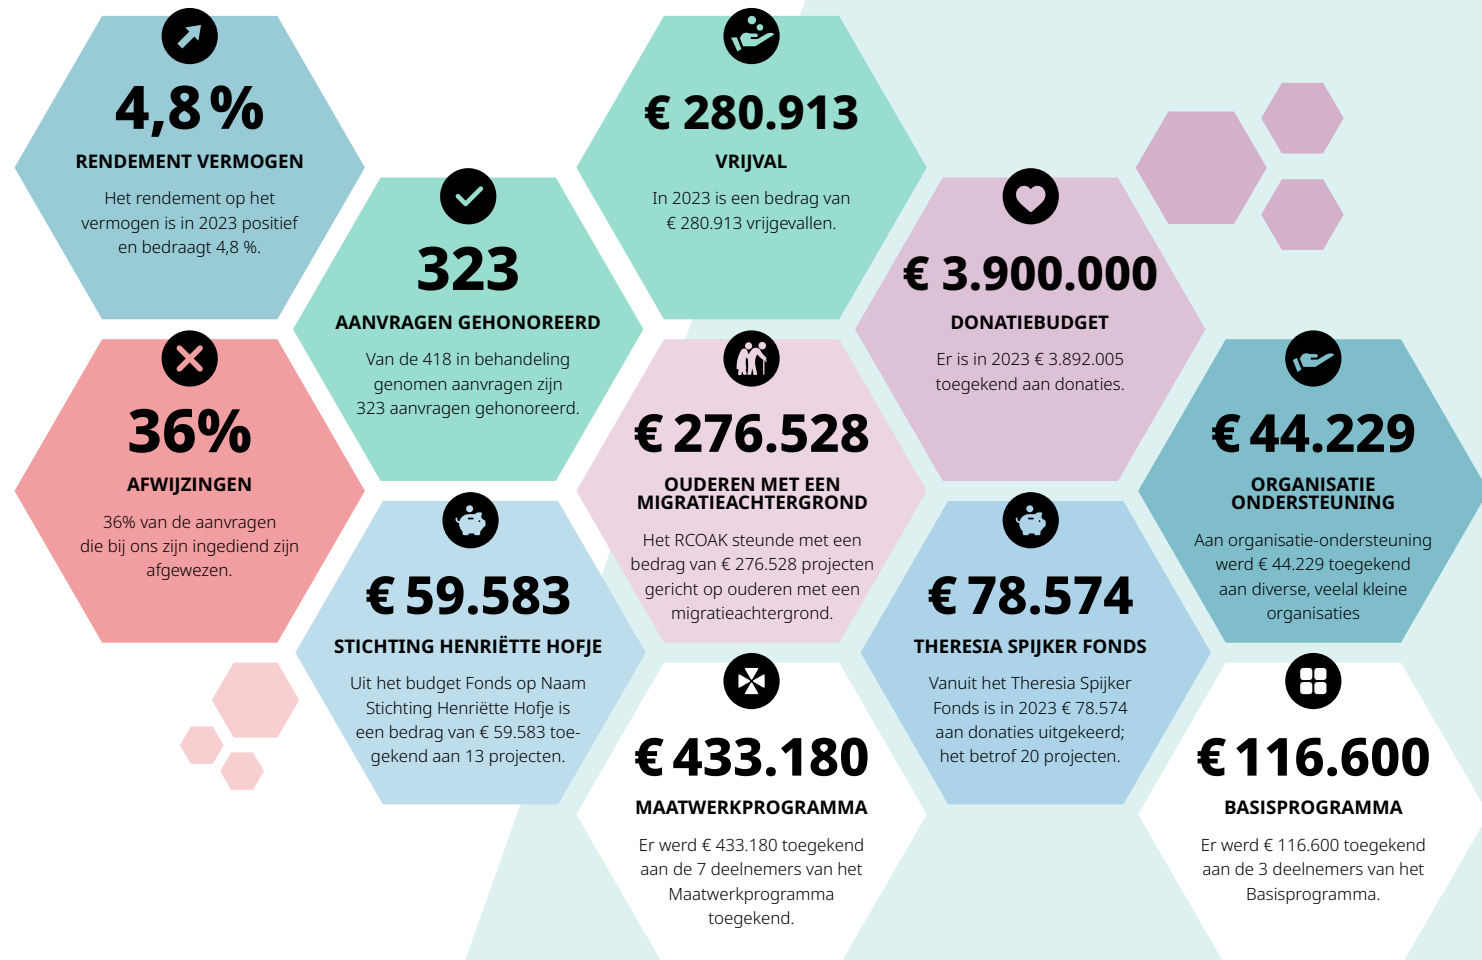 4,8 %
RENDEMENT VERMOGEN
Het rendement op het
vermogen is in 2023 positief
en bedraagt 4,8 %.
€ 280.913
VRIJVAL
In 2023 is een bedrag van
€ 280.913 vrijgevallen.
323
AANVRAGEN GEHONOREERD
Van de 418 in behandeling
genomen aanvragen zijn
323 aanvragen gehonoreerd.
€ 3.900.000
DONATIEBUDGET
Er is in 2023 € 3.892.005
toegekend aan donaties.
36%
AFWIJZINGEN
36% van de aanvragen
die bij ons zijn ingediend zijn
afgewezen.
€ 276.528
OUDEREN MET EEN
MIGRATIEACHTERGROND
Het RCOAK steunde met een
bedrag van € 276.528 projecten
gericht op ouderen met een
migratieachtergrond.
€ 44.229
ORGANISATIE
ONDERSTEUNING
Aan organisatie-ondersteuning
werd € 44.229 toegekend
aan diverse, veelal kleine
organisaties
€ 59.583
STICHTING HENRIËTTE HOFJE
Uit het budget Fonds op Naam
Stichting Henriëtte Hofje is
een bedrag van € 59.583 toe-
gekend aan 13 projecten.
€ 78.574
THERESIA SPIJKER FONDS
Vanuit het Theresia Spijker
Fonds is in 2023 € 78.574
aan donaties uitgekeerd;
het betrof 20 projecten.
€ 433.180
MAATWERKPROGRAMMA
Er werd € 433.180 toegekend
aan de 7 deelnemers van het
Maatwerkprogramma
toegekend.
€ 116.600
BASISPROGRAMMA
Er werd € 116.600 toegekend
aan de 3 deelnemers van het
Basisprogramma.